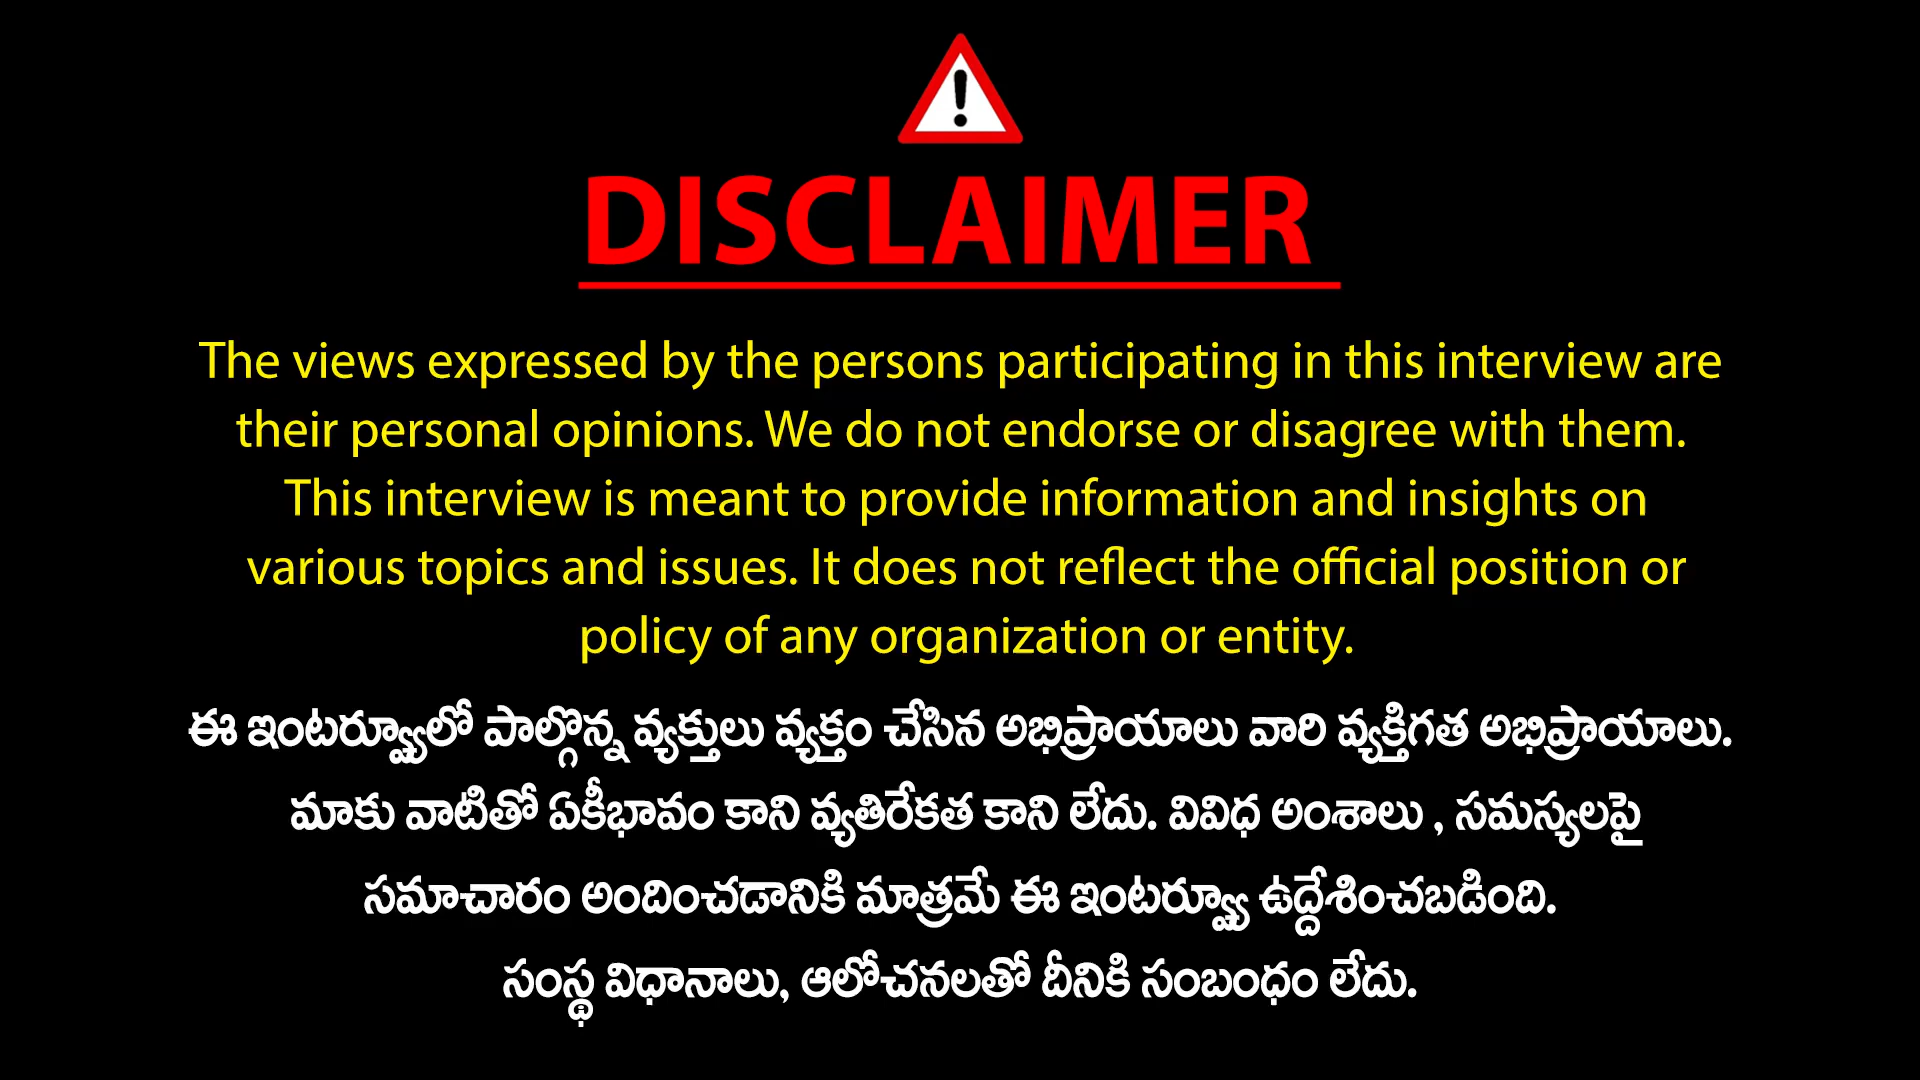 DISCLAIMER
The views expressed by the persons participating in this interview are
their personal opinions. We do not endorse or disagree with them.
This interview is meant to provide information and insights on
various topics and issues. It does not reflect the official position or
policy of any organization or entity.
ఈ ఇంటర్వ్యూలో పాల్గొన్న వ్యక్తులు వ్యక్తం చేసిన అభిప్రాయాలు వారి వ్యక్తిగత అభిప్రాయాలు.
మాకు వాటితో ఏకీభావం కాని వ్యతిరేకత కాని లేదు. వివిధ అంశాలు , సమస్యలపై
సమాచారం అందించడానికి మాత్రమే ఈ ఇంటర్వ్యూ ఉద్దేశించబడింది.
సంస్థ విధానాలు, ఆలోచనలతో దీనికి సంబంధం లేదు.